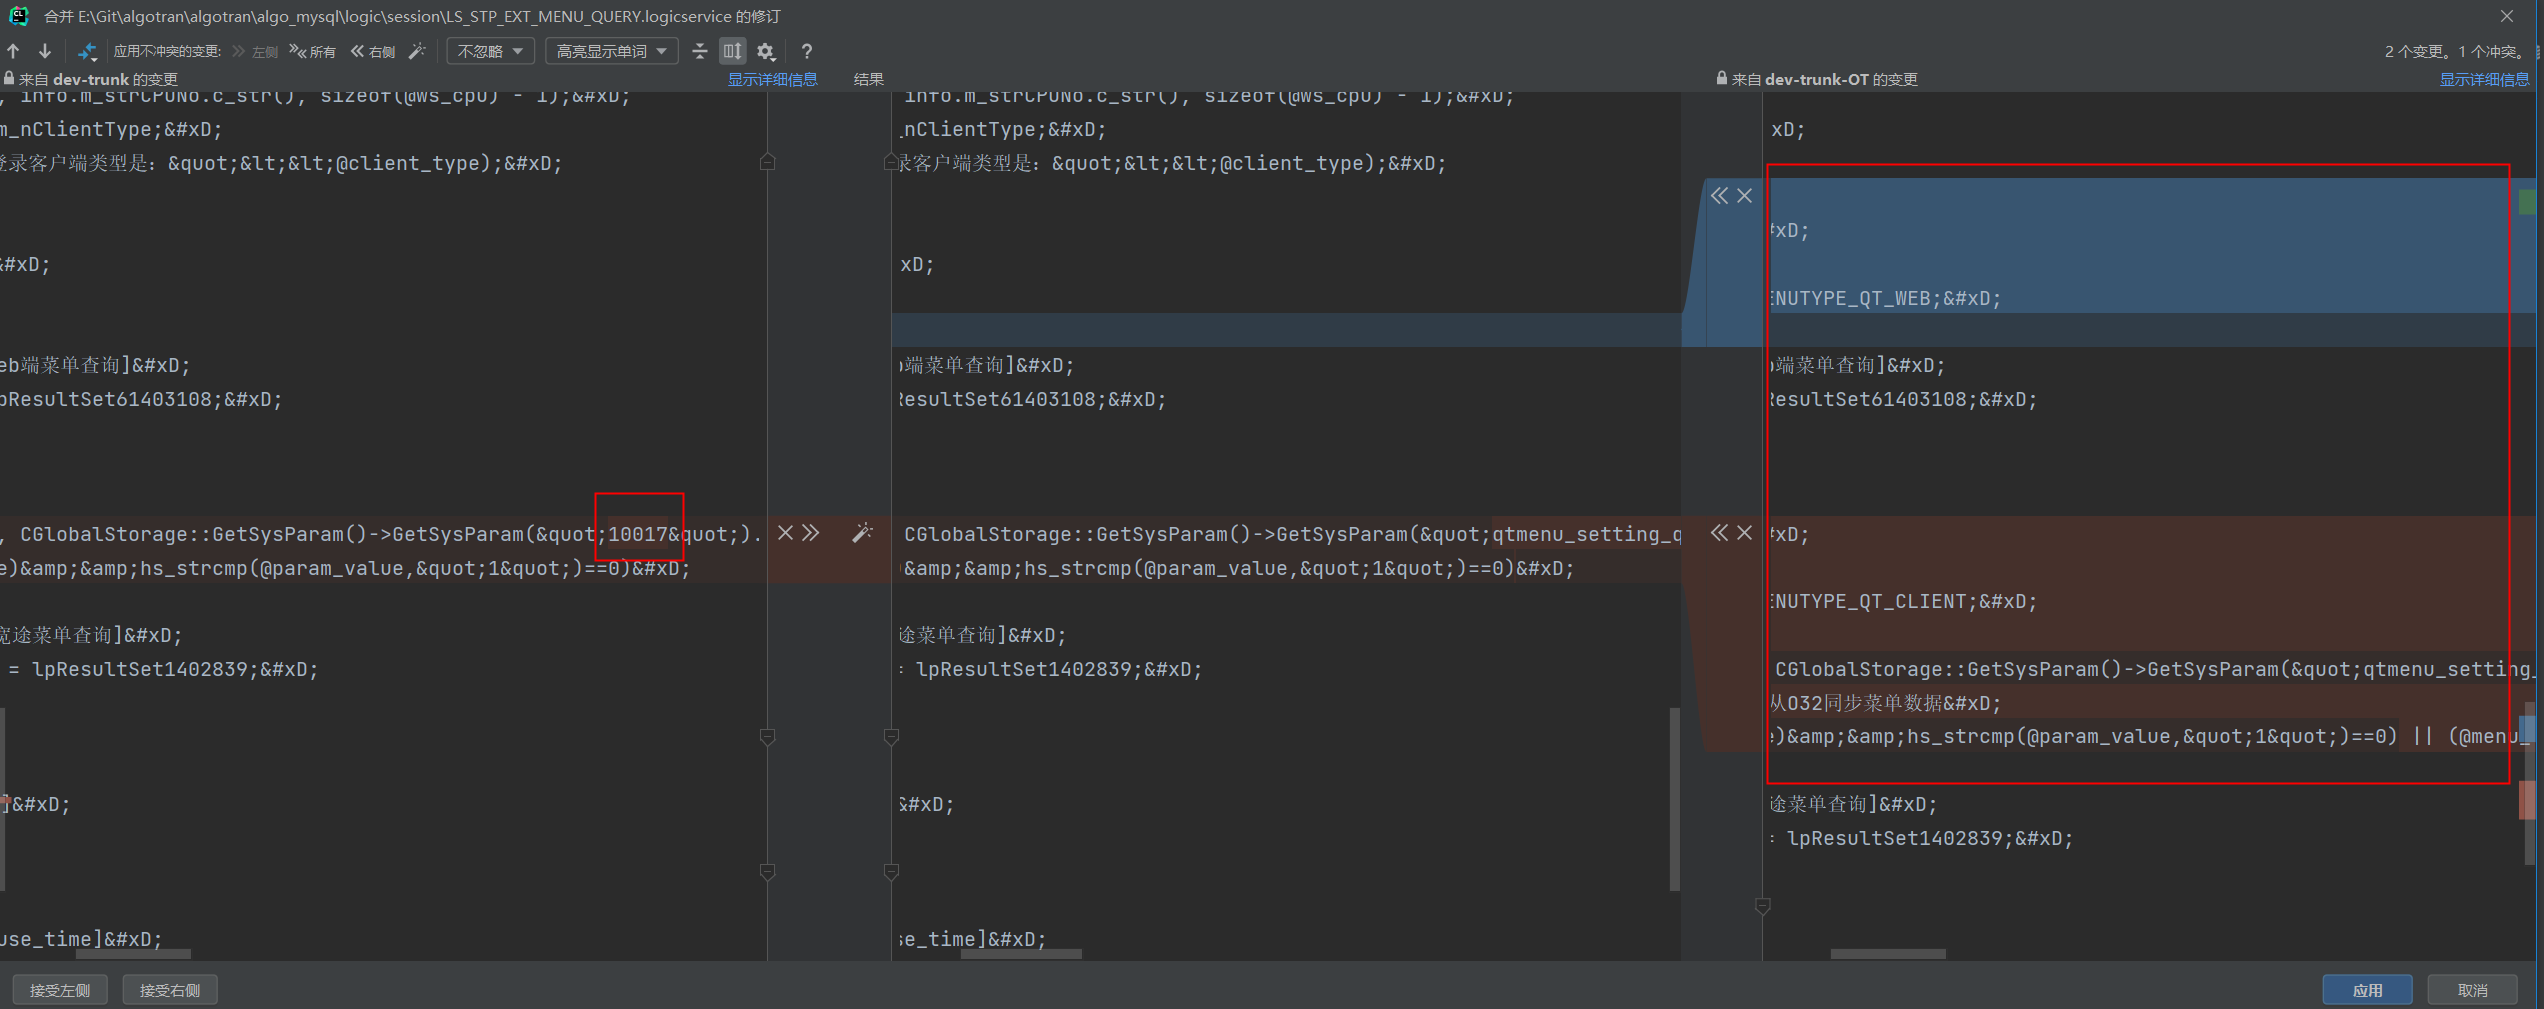 合并 E:\Git\algotran\algotran\algo_mysql\logic\session\LS_STP_EXT_MENU_QUERY.logicservice 的修订
应用不冲突的变更: 左侧 所有 右侧 不忽略 高亮显示单词 ? 2 个变更。1 个冲突。
来自 dev-trunk 的变更 显示详细信息 结果 来自 dev-trunk-OT 的变更 显示详细信息
, info.m_strCPUNo.c_str(), sizeof(@ws_cpu) - 1);&#xD;
m_nClientType;&#xD;
登录客户端类型是: &quot;&lt;&lt;@client_type);&#xD;
&#xD;
eb端菜单查询]&#xD;
pResultSet61403108;&#xD;
, CGlobalStorage::GetSysParam()->GetSysParam(&quot;10017&quot;).
e)&amp;&amp;hs_strcmp(@param_value,&quot;1&quot;)==0)&#xD;
宽途菜单查询]&#xD;
= lpResultSet1402839;&#xD;
]&#xD;
use_time]&#xD;
info.m_strCPUNo.c_str(), sizeof(@ws_cpu) - 1);&#xD;
_nClientType;&#xD;
录客户端类型是: &quot;&lt;&lt;@client_type);&#xD;
xD;
端菜单查询]&#xD;
ResultSet61403108;&#xD;
CGlobalStorage::GetSysParam()->GetSysParam(&quot;qtmenu_setting_q
)&amp;&amp;hs_strcmp(@param_value,&quot;1&quot;)==0)&#xD;
途菜单查询]&#xD;
= lpResultSet1402839;&#xD;
&#xD;
se_time]&#xD;
xD;
#xD;
ENUTYPE_QT_WEB;&#xD;
端菜单查询]&#xD;
ResultSet61403108;&#xD;
#xD;
ENUTYPE_QT_CLIENT;&#xD;
CGlobalStorage::GetSysParam()->GetSysParam(&quot;qtmenu_setting_
从O32同步菜单数据&#xD;
e)&amp;&amp;hs_strcmp(@param_value,&quot;1&quot;)==0) || (@menu_
途菜单查询]&#xD;
= lpResultSet1402839;&#xD;
接受左侧 接受右侧 应用 取消